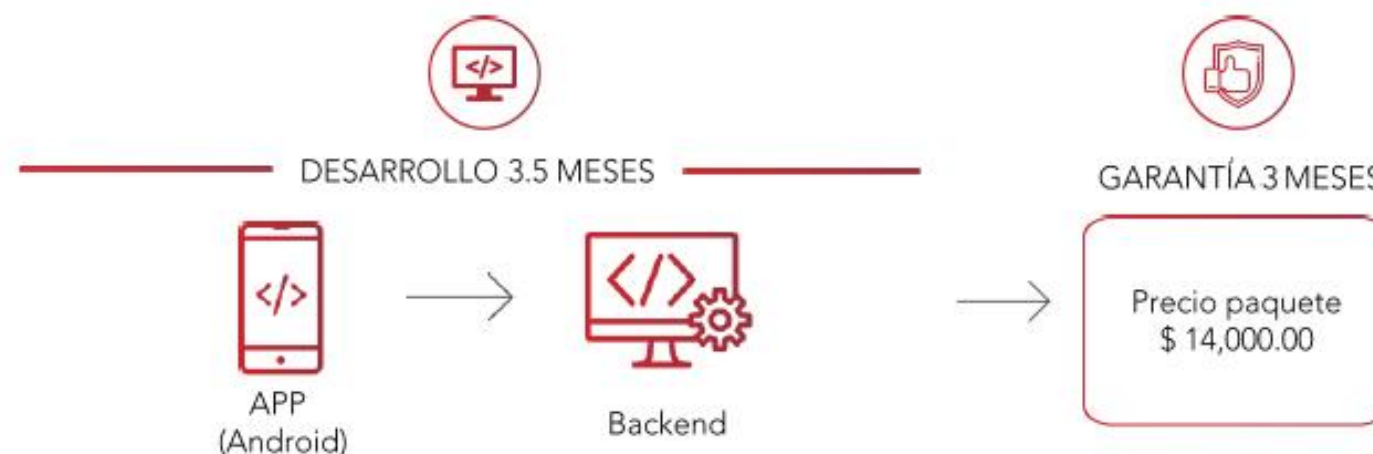 </>
DESARROLLO 3.5 MESES
GARANTÍA 3 MESES
</>
</>
APP
(Android)
Backend
Precio paquete
$ 14,000.00